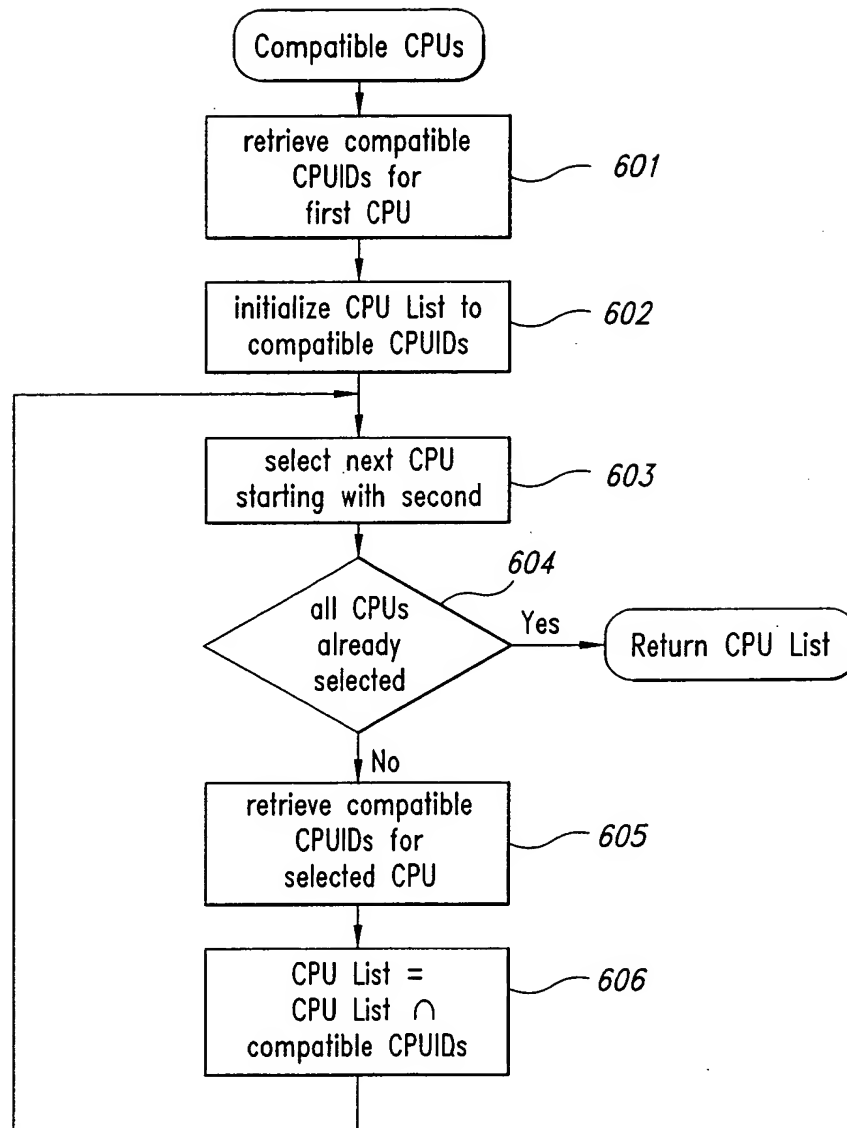 Compatible CPUs
retrieve compatible
CPUIDs for
first CPU
601
initialize CPU List to
compatible CPUIDs
602
select next CPU
starting with second
603
604
all CPUs
already
selected
Yes
Return CPU List
No
retrieve compatible
CPUIDs for
selected CPU
605
CPU List =
CPU List ∩
compatible CPUIDs
606